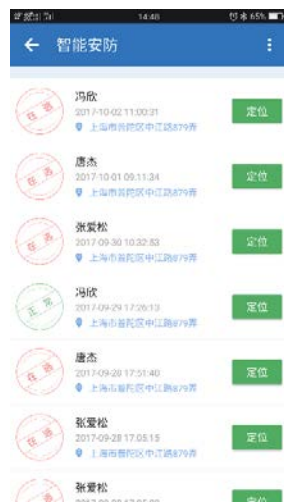 14:48
65%
智能安防
冯欣
2017-10-02 11:00:31
上海市普陀区中江路879弄
定位
唐杰
2017-10-01 09:11:34
上海市普陀区中江路879弄
定位
张爱松
2017-09-30 10:32:53
上海市普陀区中江路879弄
定位
正常
冯欣
2017-09-29 17:26:13
上海市普陀区中江路879弄
定位
唐杰
2017-09-28 17:51:40
上海市普陀区中江路879弄
定位
张爱松
2017-09-28 17:05:15
上海市普陀区中江路879弄
定位
张爱松
定位